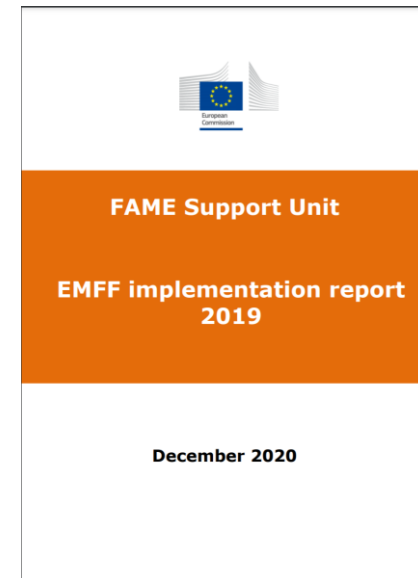 European
Commission
FAME Support Unit
EMFF implementation report
2019
December 2020